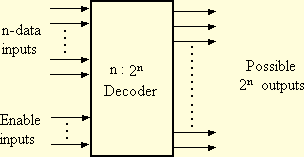 n-data
inputs
n : 2ⁿ
Decoder
Possible
2ⁿ outputs
Enable
inputs